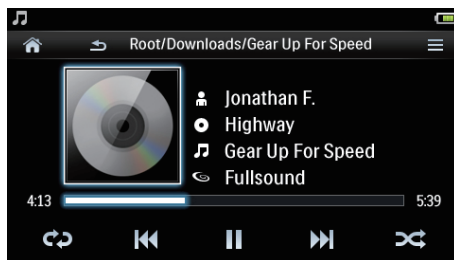 Root/Downloads/Gear Up For Speed
Jonathan F.
Highway
Gear Up For Speed
Fullsound
4:13
5:39